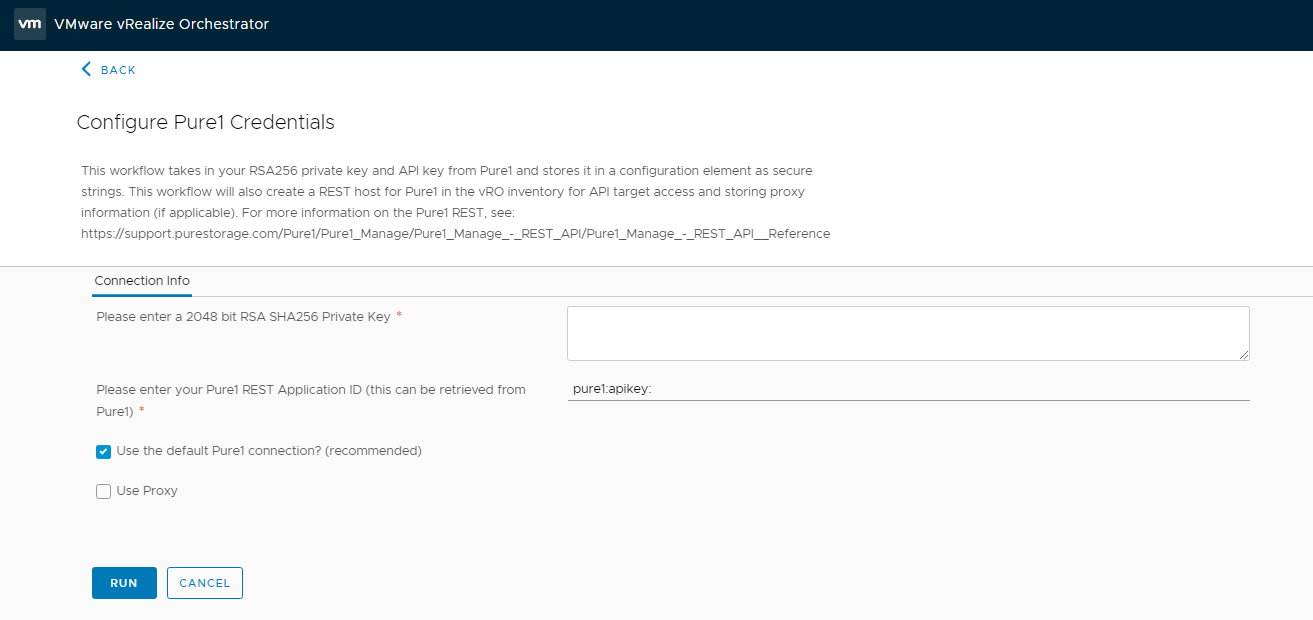 vm VMware vRealize Orchestrator
BACK
Configure Pure1 Credentials
This workflow takes in your RSA256 private key and API key from Pure1 and stores it in a configuration element as secure
strings. This workflow will also create a REST host for Pure1 in the vRO inventory for API target access and storing proxy
information (if applicable). For more information on the Pure1 REST, see:
https://support.purestorage.com/Pure1/Pure1_Manage/Pure1_Manage_-_REST_API/Pure1_Manage_-_REST_API__Reference
Connection Info
Please enter a 2048 bit RSA SHA256 Private Key *
Please enter your Pure1 REST Application ID (this can be retrieved from
Pure1) *
pure1:apikey:
Use the default Pure1 connection? (recommended)
Use Proxy
RUN CANCEL